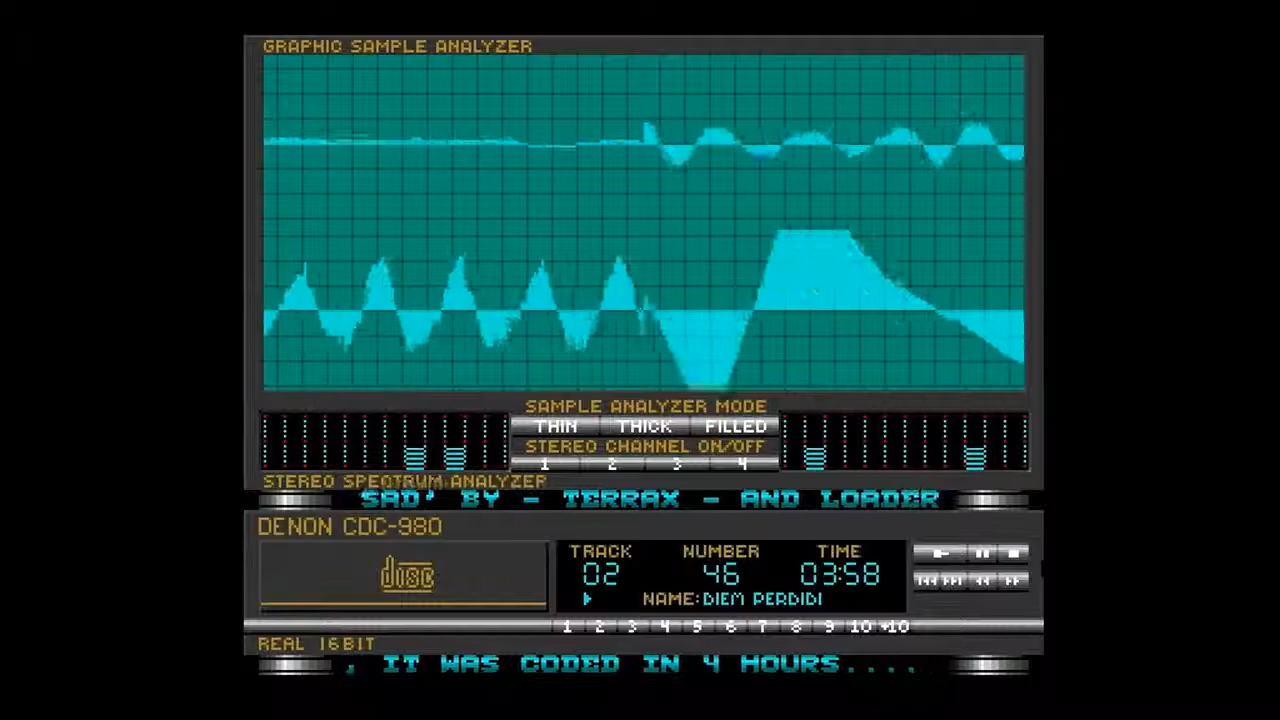 GRAPHIC SAMPLE ANALYZER
SAMPLE ANALYZER MODE
THIN THICK FILLED
STEREO CHANNEL ON/OFF
1 2 3 4
STEREO SPECTRUM ANALYZER
SAD' BY - TERRAX - AND LOADER
DENON CDC-980
disc
TRACK NUMBER TIME
02 46 03:58
NAME:DIEM PERDIDI
1 2 3 4 5 6 7 8 9 10 +10
REAL 16BIT
, IT WAS CODED IN 4 HOURS....